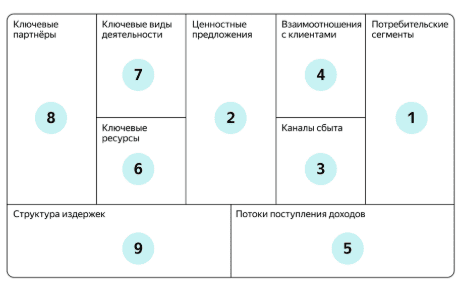 Ключевые
партнёры
8
Ключевые виды
деятельности
7
Ключевые
ресурсы
6
Ценностные
предложения
2
Взаимоотношения
с клиентами
4
Каналы сбыта
3
Потребительские
сегменты
1
Структура издержек
9
Потоки поступления доходов
5